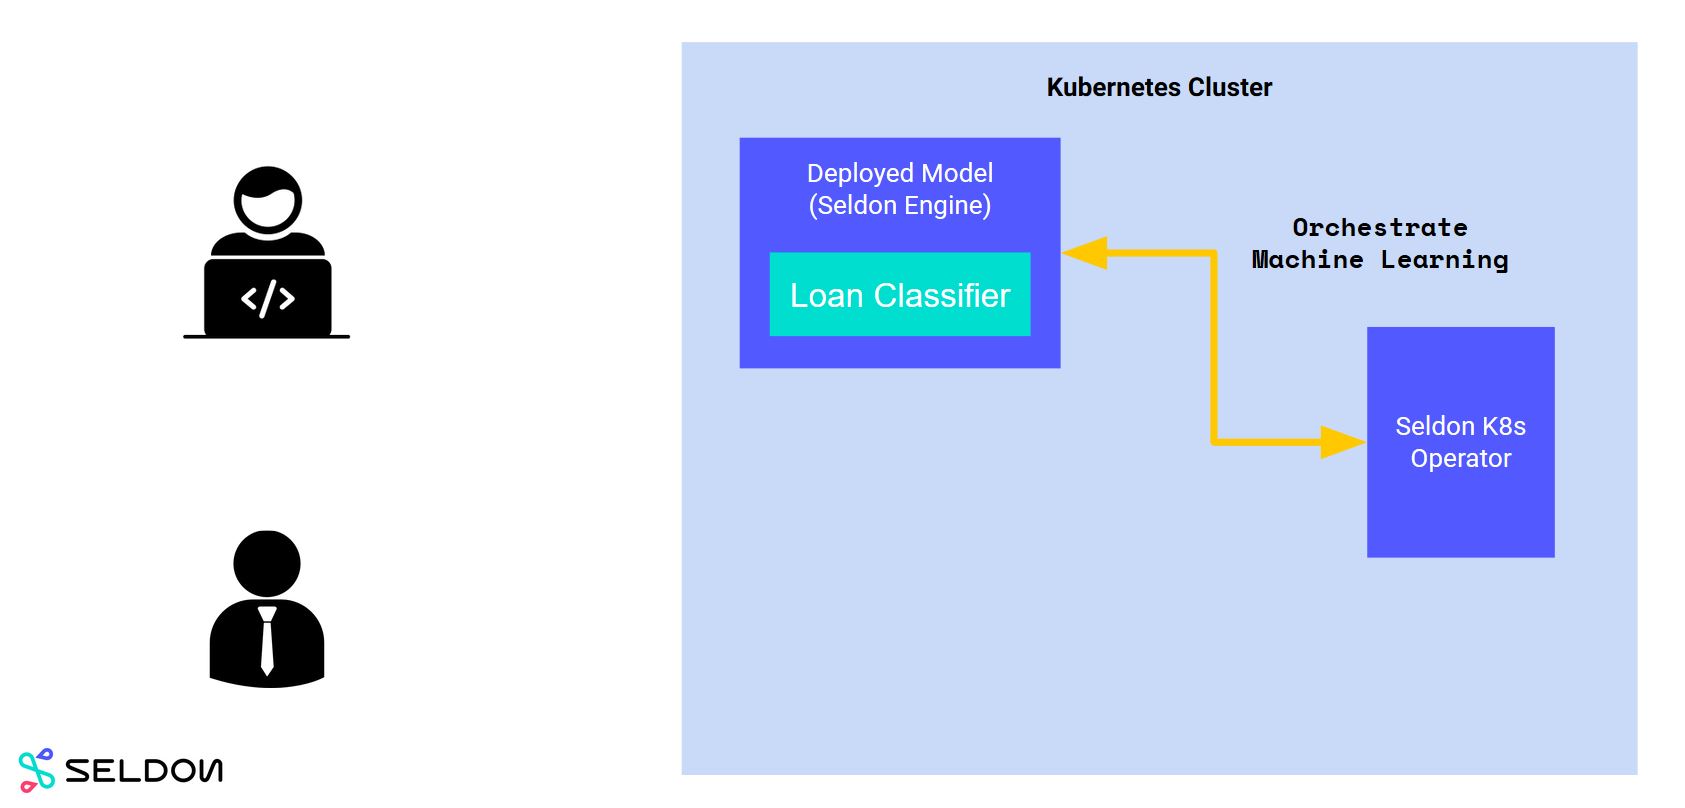 Kubernetes Cluster
Deployed Model
(Seldon Engine)
Loan Classifier
Orchestrate
Machine Learning
Seldon K8s
Operator
</>
SELDON